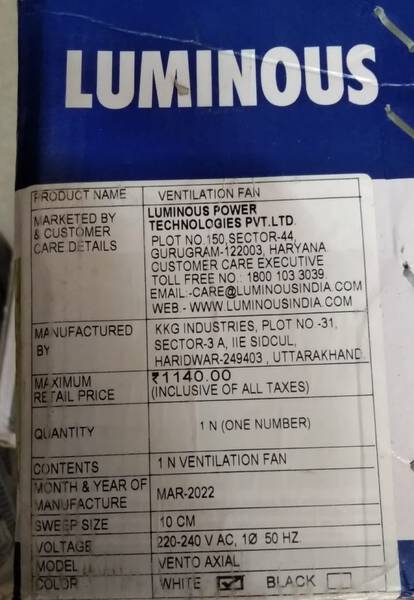 LUMINOUS
PRODUCT NAME VENTILATION FAN
MARKETED BY & CUSTOMER CARE DETAILS LUMINOUS POWER
TECHNOLOGIES PVT.LTD.
PLOT NO.150,SECTOR-44,
GURUGRAM-122003, HARYANA
CUSTOMER CARE EXECUTIVE
TOLL FREE NO.: 1800 103 3039.
EMAIL:-CARE@LUMINOUSINDIA.COM
WEB.- WWW.LUMINOUSINDIA.COM
MANUFACTURED BY KKG INDUSTRIES, PLOT NO -31,
SECTOR-3 A, IIE SIDCUL,
HARIDWAR-249403 , UTTARAKHAND
MAXIMUM RETAIL PRICE ₹1140.00
(INCLUSIVE OF ALL TAXES)
QUANTITY 1 N (ONE NUMBER)
CONTENTS 1 N VENTILATION FAN
MONTH & YEAR OF MANUFACTURE MAR-2022
SWEEP SIZE 10 CM
VOLTAGE 220-240 V AC, 1Ø 50 HZ
MODEL VENTO AXIAL
COLOR WHITE ☑ BLACK ☐